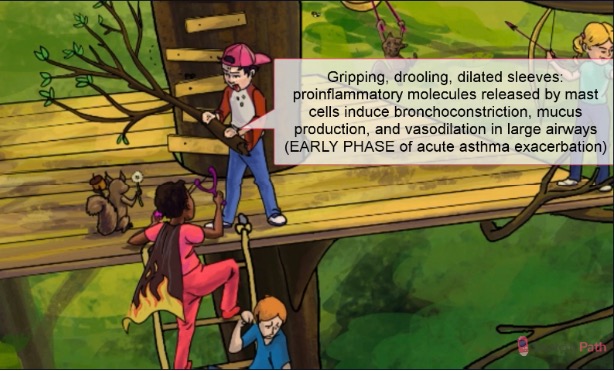 Gripping, drooling, dilated sleeves:
proinflammatory molecules released by mast
cells induce bronchoconstriction, mucus
production, and vasodilation in large airways
(EARLY PHASE of acute asthma exacerbation)
Path